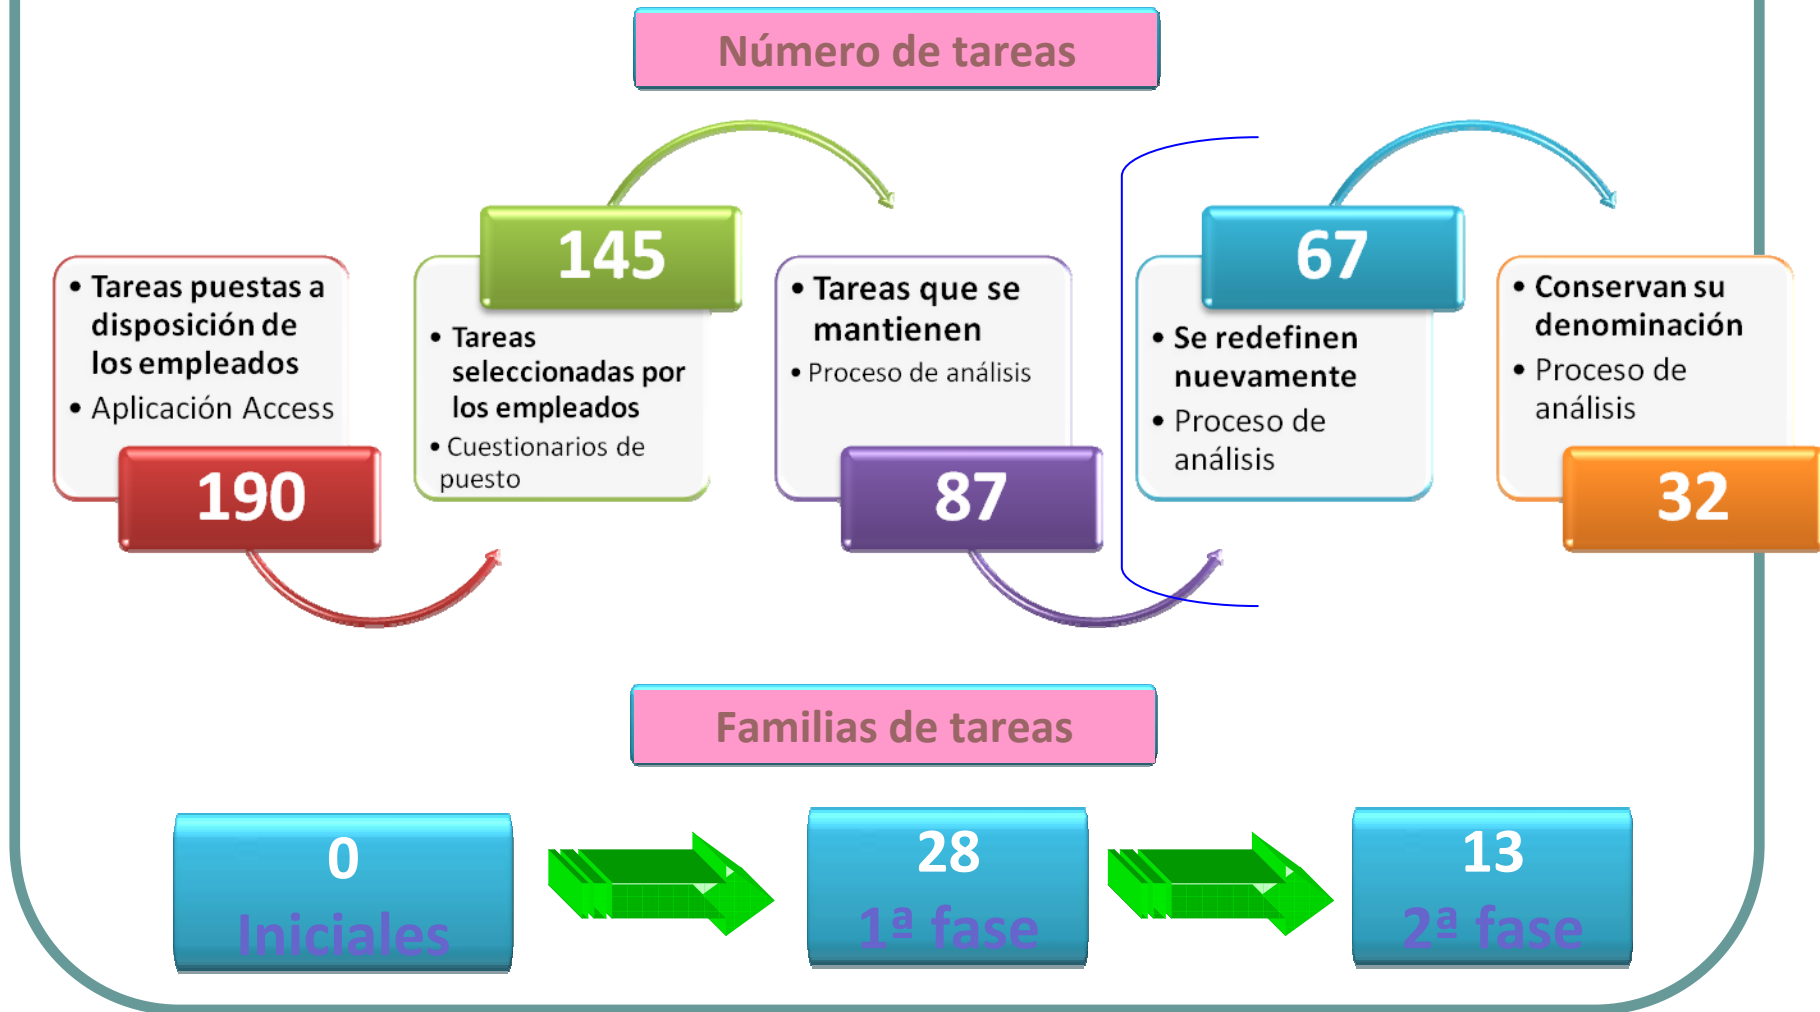 Número de tareas
• Tareas puestas a
disposición de
los empleados
• Aplicación Access
190
145
• Tareas
seleccionadas por
los empleados
• Cuestionarios de
puesto
• Tareas que se
mantienen
• Proceso de análisis
87
67
• Se redefinen
nuevamente
• Proceso de
análisis
• Conservan su
denominación
• Proceso de
análisis
32
Familias de tareas
0
Iniciales
28
1ª fase
13
2ª fase